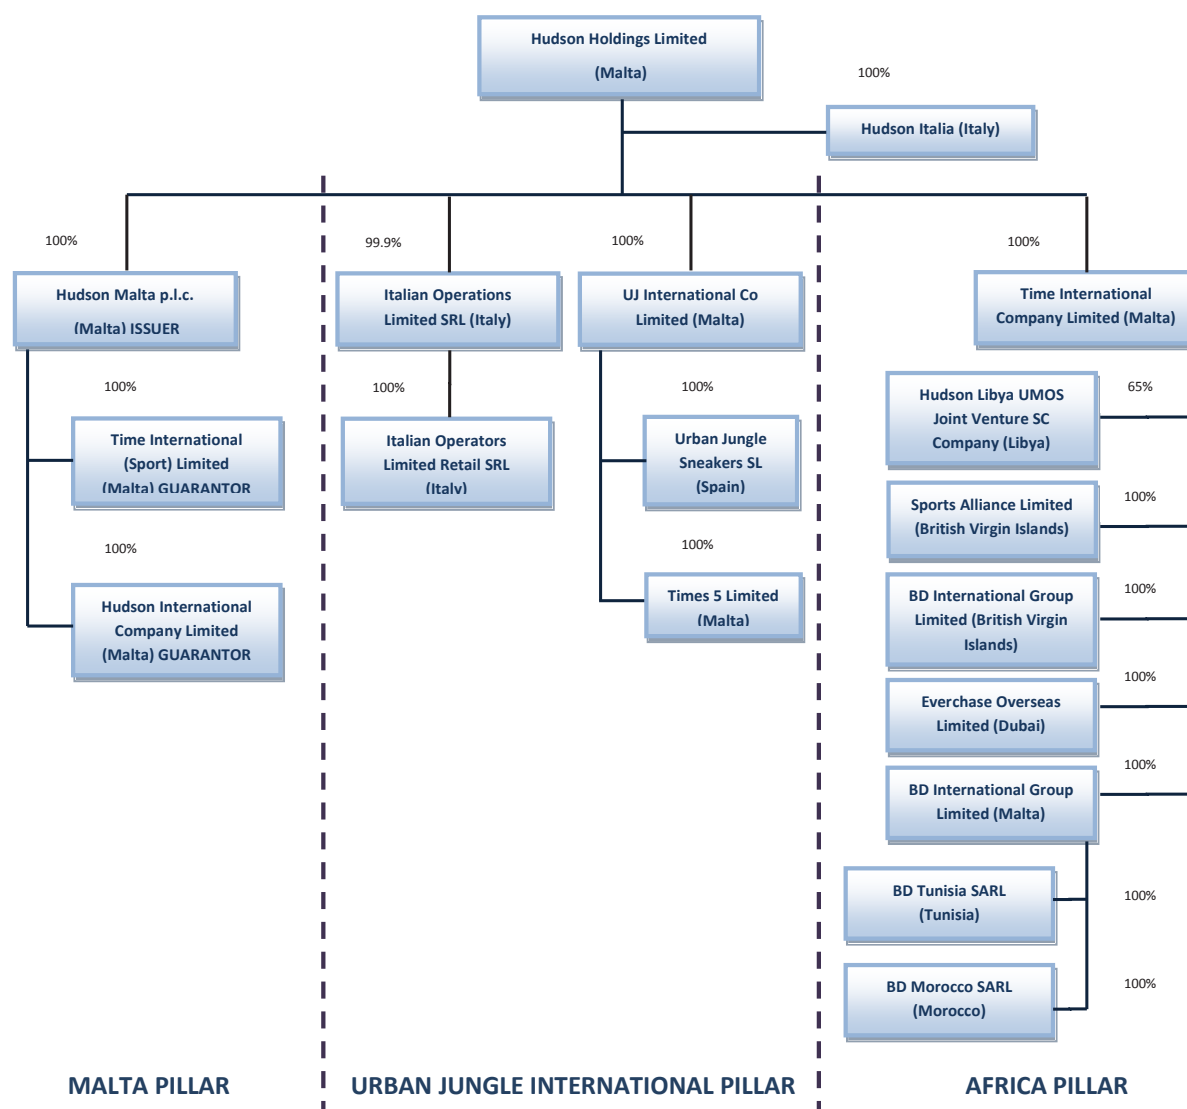 Hudson Holdings Limited
(Malta)
100%
Hudson Italia (Italy)
100%
Hudson Malta p.l.c.
(Malta) ISSUER
100%
Time International
(Sport) Limited
(Malta) GUARANTOR
100%
Hudson International
Company Limited
(Malta) GUARANTOR
99.9%
Italian Operations
Limited SRL (Italy)
100%
Italian Operators
Limited Retail SRL
(Italy)
100%
UJ International Co
Limited (Malta)
100%
Urban Jungle
Sneakers SL
(Spain)
100%
Times 5 Limited
(Malta)
100%
Time International
Company Limited (Malta)
Hudson Libya UMOS
Joint Venture SC
Company (Libya)
65%
Sports Alliance Limited
(British Virgin Islands)
100%
BD International Group
Limited (British Virgin
Islands)
100%
Everchase Overseas
Limited (Dubai)
100%
BD International Group
Limited (Malta)
100%
BD Tunisia SARL
(Tunisia)
100%
BD Morocco SARL
(Morocco)
100%
MALTA PILLAR
URBAN JUNGLE INTERNATIONAL PILLAR
AFRICA PILLAR